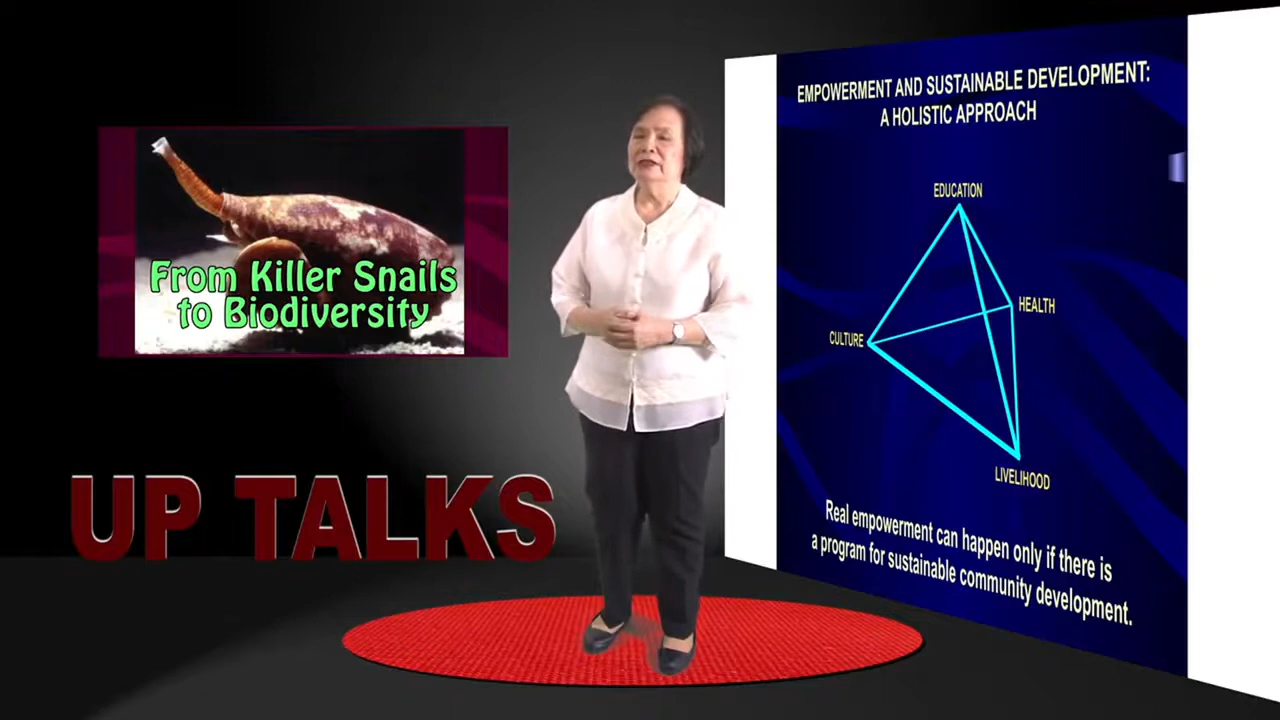 From Killer Snails
to Biodiversity
UP TALKS
EMPOWERMENT AND SUSTAINABLE DEVELOPMENT:
A HOLISTIC APPROACH
EDUCATION
HEALTH
CULTURE
LIVELIHOOD
Real empowerment can happen only if there is
a program for sustainable community development.